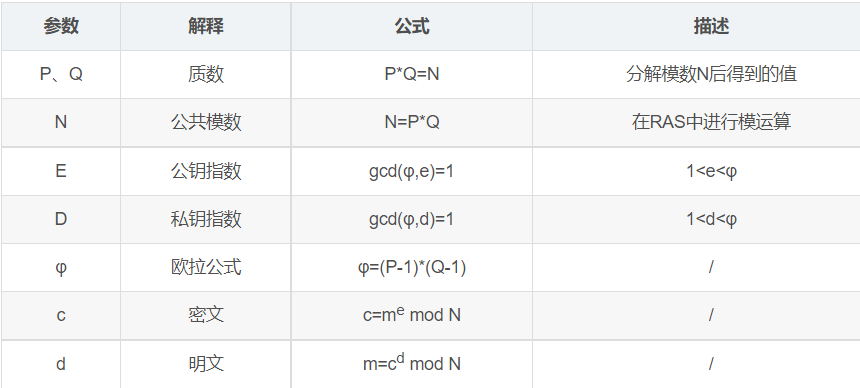 参数 解释 公式 描述
P、Q 质数 P*Q=N 分解模数N后得到的值
N 公共模数 N=P*Q 在RAS中进行模运算
E 公钥指数 gcd(φ,e)=1 1<e<φ
D 私钥指数 gcd(φ,d)=1 1<d<φ
φ 欧拉公式 φ=(P-1)*(Q-1) /
c 密文 c=mᵉ mod N /
d 明文 m=cᵈ mod N /